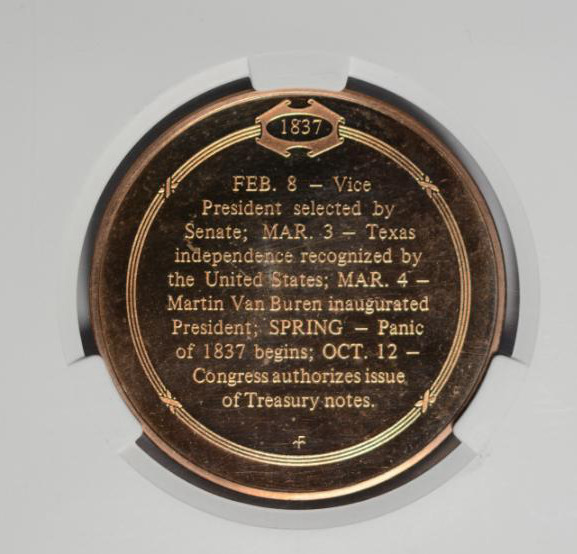 1837
FEB. 8 – Vice
President selected by
Senate; MAR. 3 – Texas
independence recognized by
the United States; MAR. 4 –
Martin Van Buren inaugurated
President; SPRING – Panic
of 1837 begins; OCT. 12 –
Congress authorizes issue
of Treasury notes.